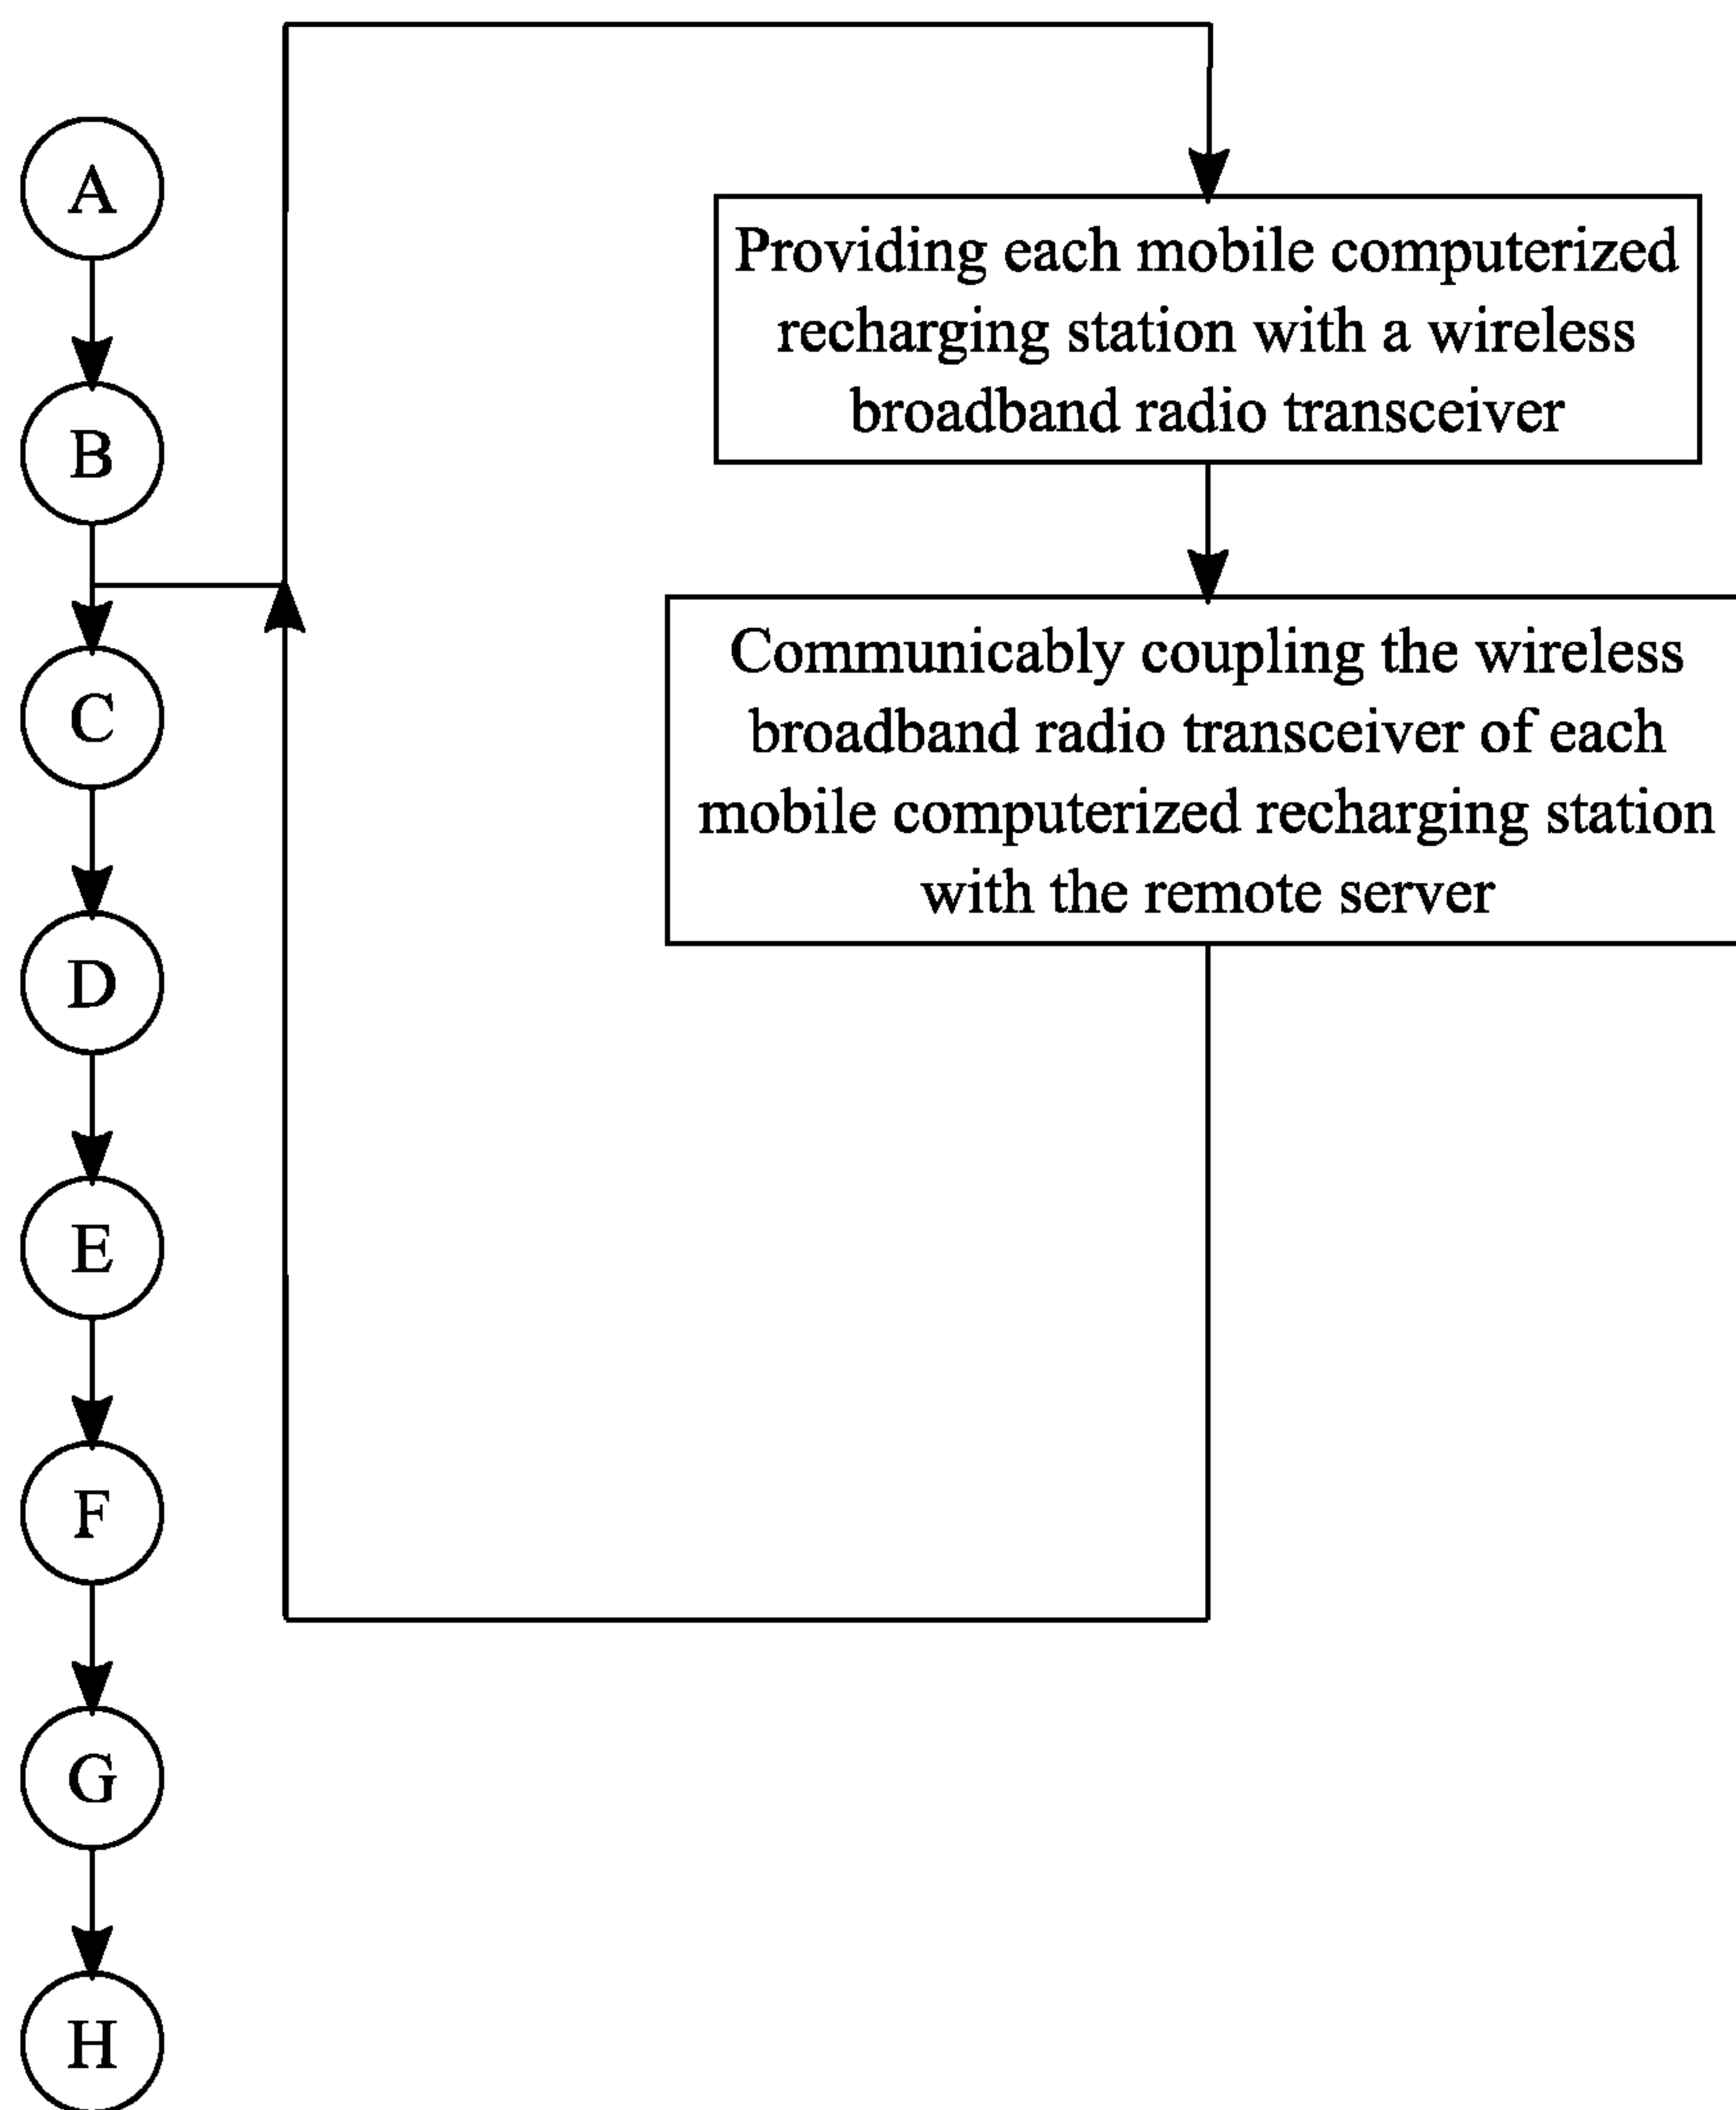 A
B
C
D
E
F
G
H
Providing each mobile computerized
recharging station with a wireless
broadband radio transceiver
Communicably coupling the wireless
broadband radio transceiver of each
mobile computerized recharging station
with the remote server